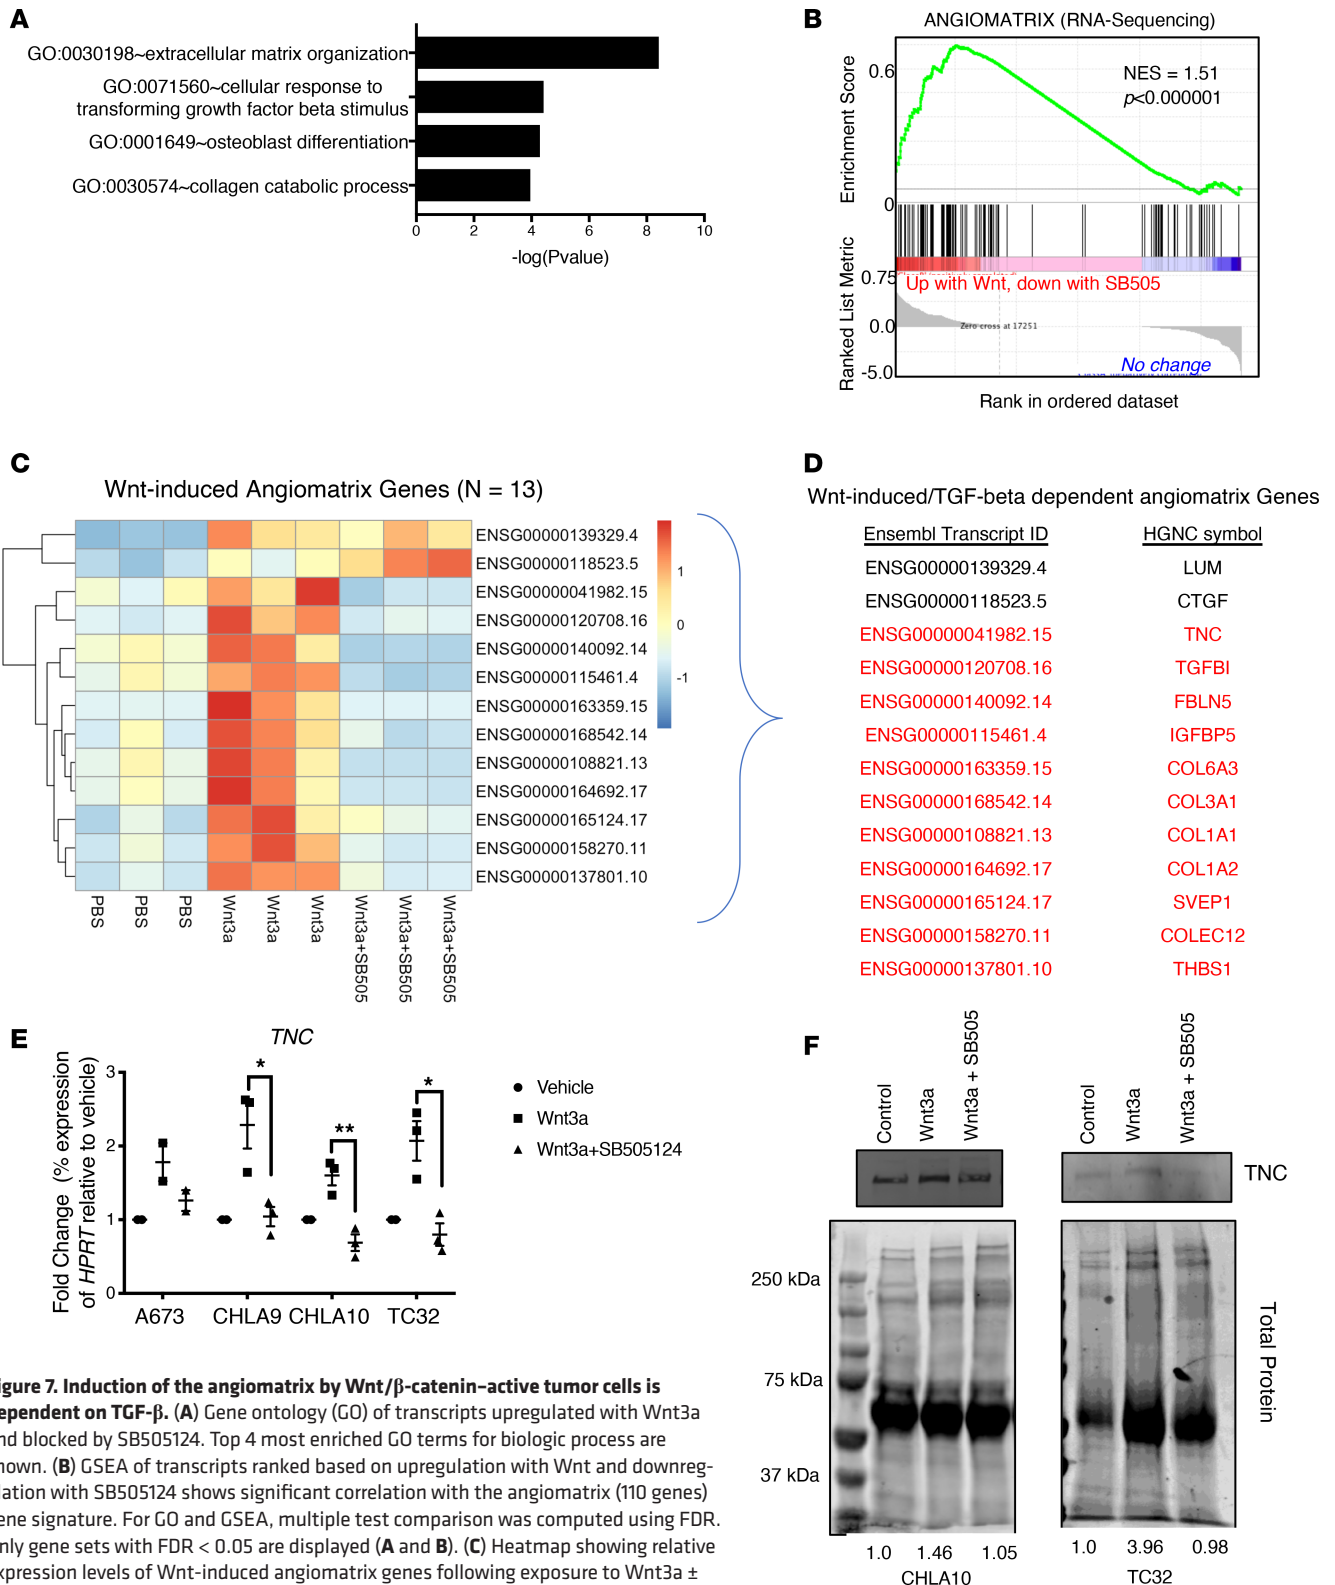 A
GO:0030198~extracellular matrix organization
GO:0071560~cellular response to
transforming growth factor beta stimulus
GO:0001649~osteoblast differentiation
GO:0030574~collagen catabolic process
0 2 4 6 8 10
-log(Pvalue)
B
ANGIOMATRIX (RNA-Sequencing)
Enrichment Score
0.6
0
NES = 1.51
p<0.000001
Ranked List Metric
0.75
0.0
-5.0
Up with Wnt, down with SB505
Zero cross at 17251
No change
Rank in ordered dataset
C
Wnt-induced Angiomatrix Genes (N = 13)
ENSG00000139329.4
ENSG00000118523.5
ENSG00000041982.15
ENSG00000120708.16
ENSG00000140092.14
ENSG00000115461.4
ENSG00000163359.15
ENSG00000168542.14
ENSG00000108821.13
ENSG00000164692.17
ENSG00000165124.17
ENSG00000158270.11
ENSG00000137801.10
1
0
-1
PBS PBS PBS Wnt3a Wnt3a Wnt3a Wnt3a+SB505 Wnt3a+SB505 Wnt3a+SB505
D
Wnt-induced/TGF-beta dependent angiomatrix Genes
Ensembl Transcript ID HGNC symbol
ENSG00000139329.4 LUM
ENSG00000118523.5 CTGF
ENSG00000041982.15 TNC
ENSG00000120708.16 TGFBI
ENSG00000140092.14 FBLN5
ENSG00000115461.4 IGFBP5
ENSG00000163359.15 COL6A3
ENSG00000168542.14 COL3A1
ENSG00000108821.13 COL1A1
ENSG00000164692.17 COL1A2
ENSG00000165124.17 SVEP1
ENSG00000158270.11 COLEC12
ENSG00000137801.10 THBS1
E
TNC
Fold Change (% expression
of HPRT relative to vehicle)
3
2
1
0
* ** *
A673 CHLA9 CHLA10 TC32
Vehicle
Wnt3a
Wnt3a+SB505124
F
Control Wnt3a Wnt3a + SB505
Control Wnt3a Wnt3a + SB505
TNC
250 kDa
75 kDa
37 kDa
Total Protein
1.0 1.46 1.05
CHLA10
1.0 3.96 0.98
TC32
igure 7. Induction of the angiomatrix by Wnt/β-catenin–active tumor cells is
ependent on TGF-β. (A) Gene ontology (GO) of transcripts upregulated with Wnt3a
nd blocked by SB505124. Top 4 most enriched GO terms for biologic process are
hown. (B) GSEA of transcripts ranked based on upregulation with Wnt and downreg-
lation with SB505124 shows significant correlation with the angiomatrix (110 genes)
ene signature. For GO and GSEA, multiple test comparison was computed using FDR.
nly gene sets with FDR < 0.05 are displayed (A and B). (C) Heatmap showing relative
xpression levels of Wnt-induced angiomatrix genes following exposure to Wnt3a ±